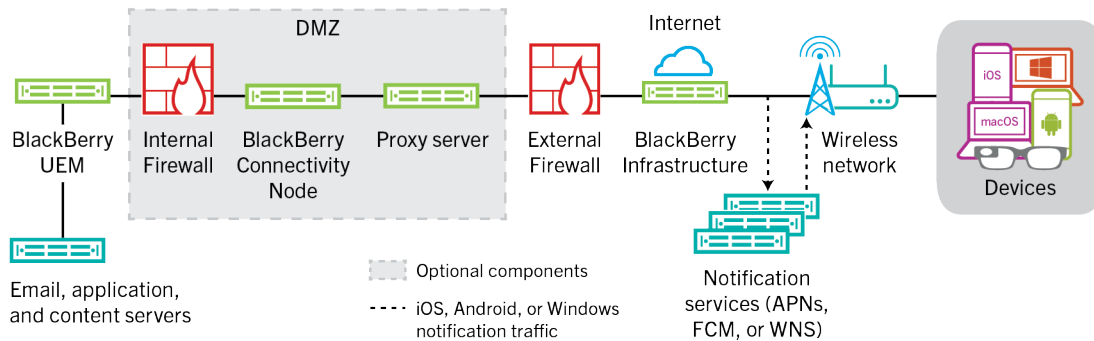 DMZ
Internet
iOS
macOS
BlackBerry
UEM
Internal
Firewall
BlackBerry
Connectivity
Node
Proxy server
External
Firewall
BlackBerry
Infrastructure
Wireless
network
Devices
Email, application,
and content servers
Optional components
iOS, Android, or Windows
notification traffic
Notification
services (APNs,
FCM, or WNS)